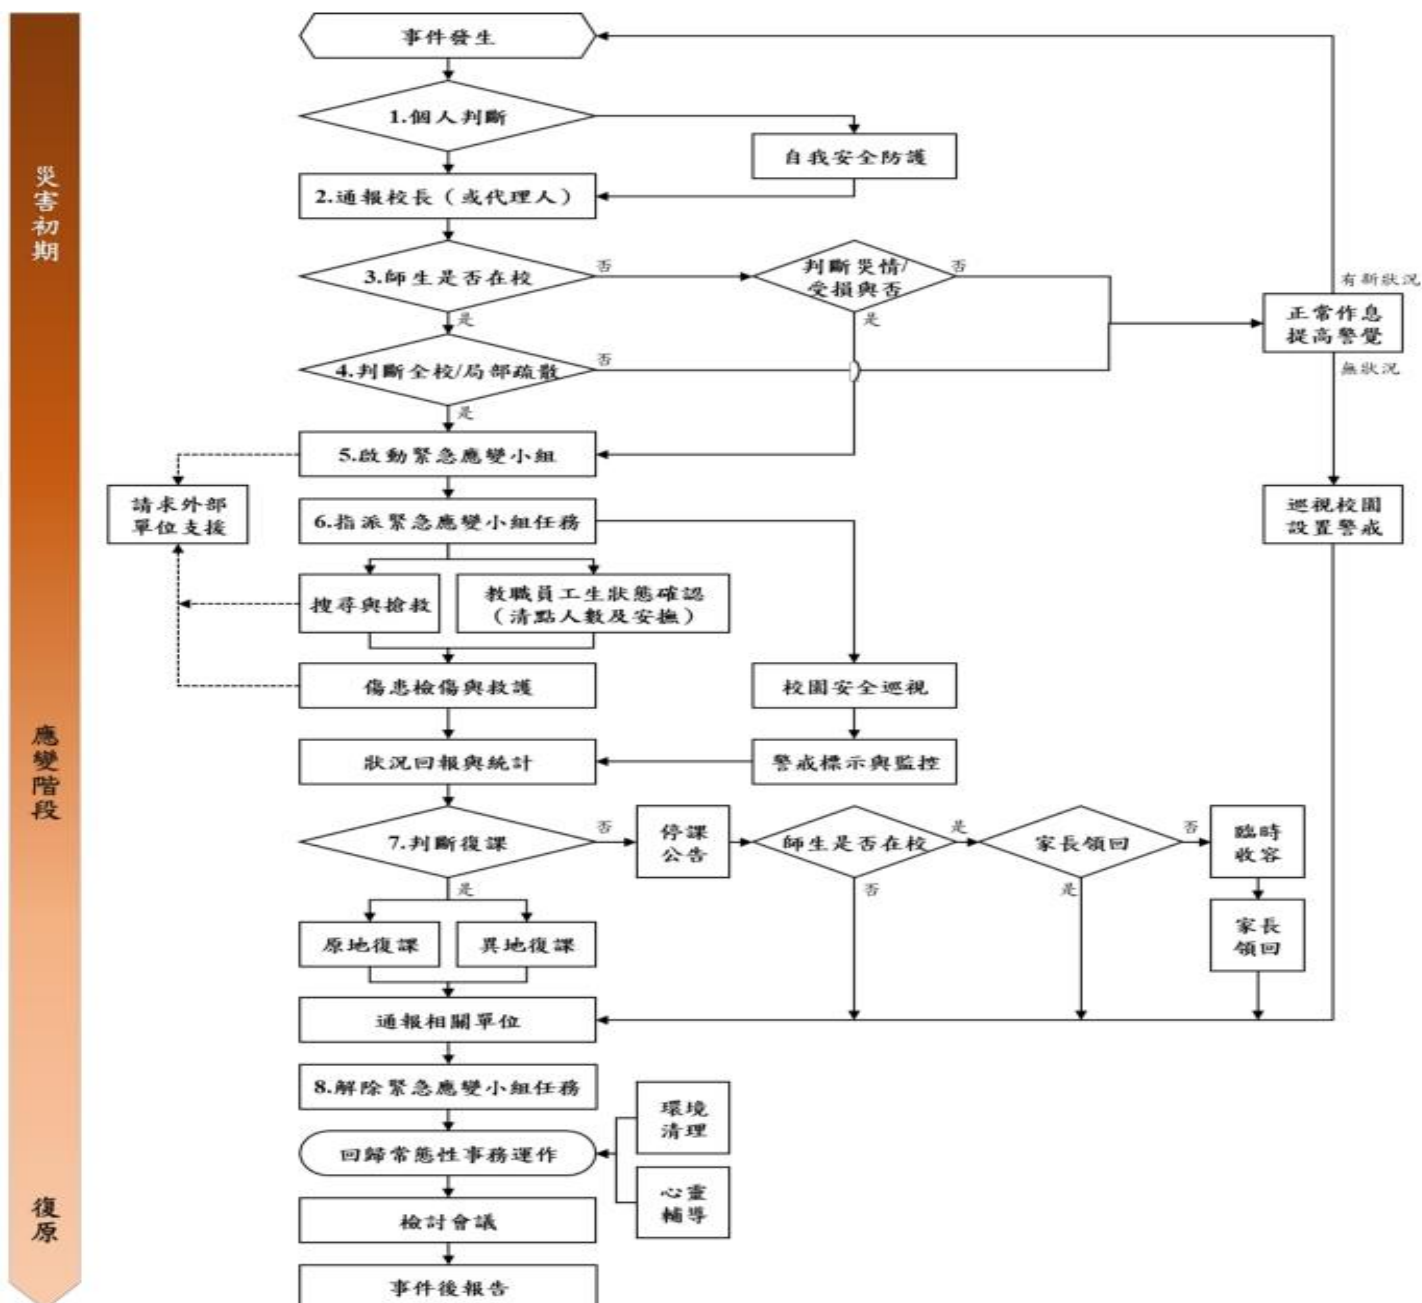 災害初期
應變階段
復原
事件發生
1.個人判斷
自我安全防護
2.通報校長（或代理人）
3.師生是否在校
否
是
判斷災情/
受損與否
否
是
有新狀況
正常作息
提高警覺
無狀況
4.判斷全校/局部疏散
否
是
5.啟動緊急應變小組
請求外部
單位支援
6.指派緊急應變小組任務
巡視校園
設置警戒
搜尋與搶救
教職員工生狀態確認
（清點人數及安撫）
傷患檢傷與救護
校園安全巡視
狀況回報與統計
警戒標示與監控
7.判斷復課
否
是
停課
公告
師生是否在校
是
否
家長領回
否
是
臨時
收容
家長
領回
原地復課
異地復課
通報相關單位
8.解除緊急應變小組任務
環境
清理
回歸常態性事務運作
心靈
輔導
檢討會議
事件後報告